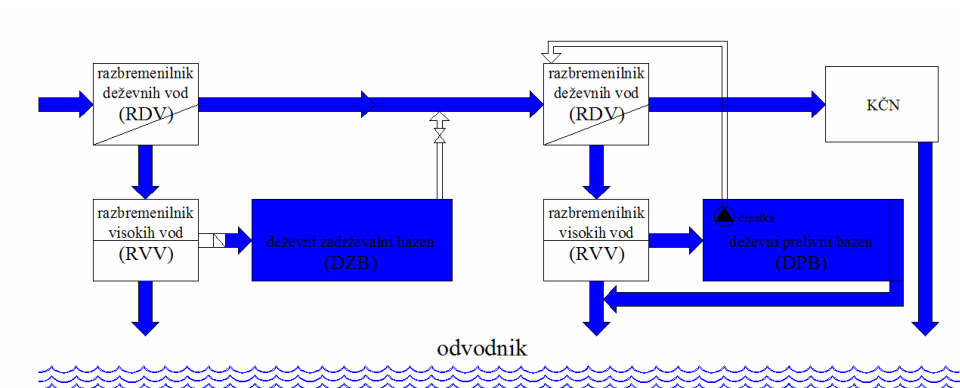 razbremenilnik
deževnih vod
(RDV)
razbremenilnik
deževnih vod
(RDV)
KČN
razbremenilnik
visokih vod
(RVV)
deževni zadrževalni bazen
(DZB)
razbremenilnik
visokih vod
(RVV)
črpalka
deževni prelivni bazen
(DPB)
odvodnik